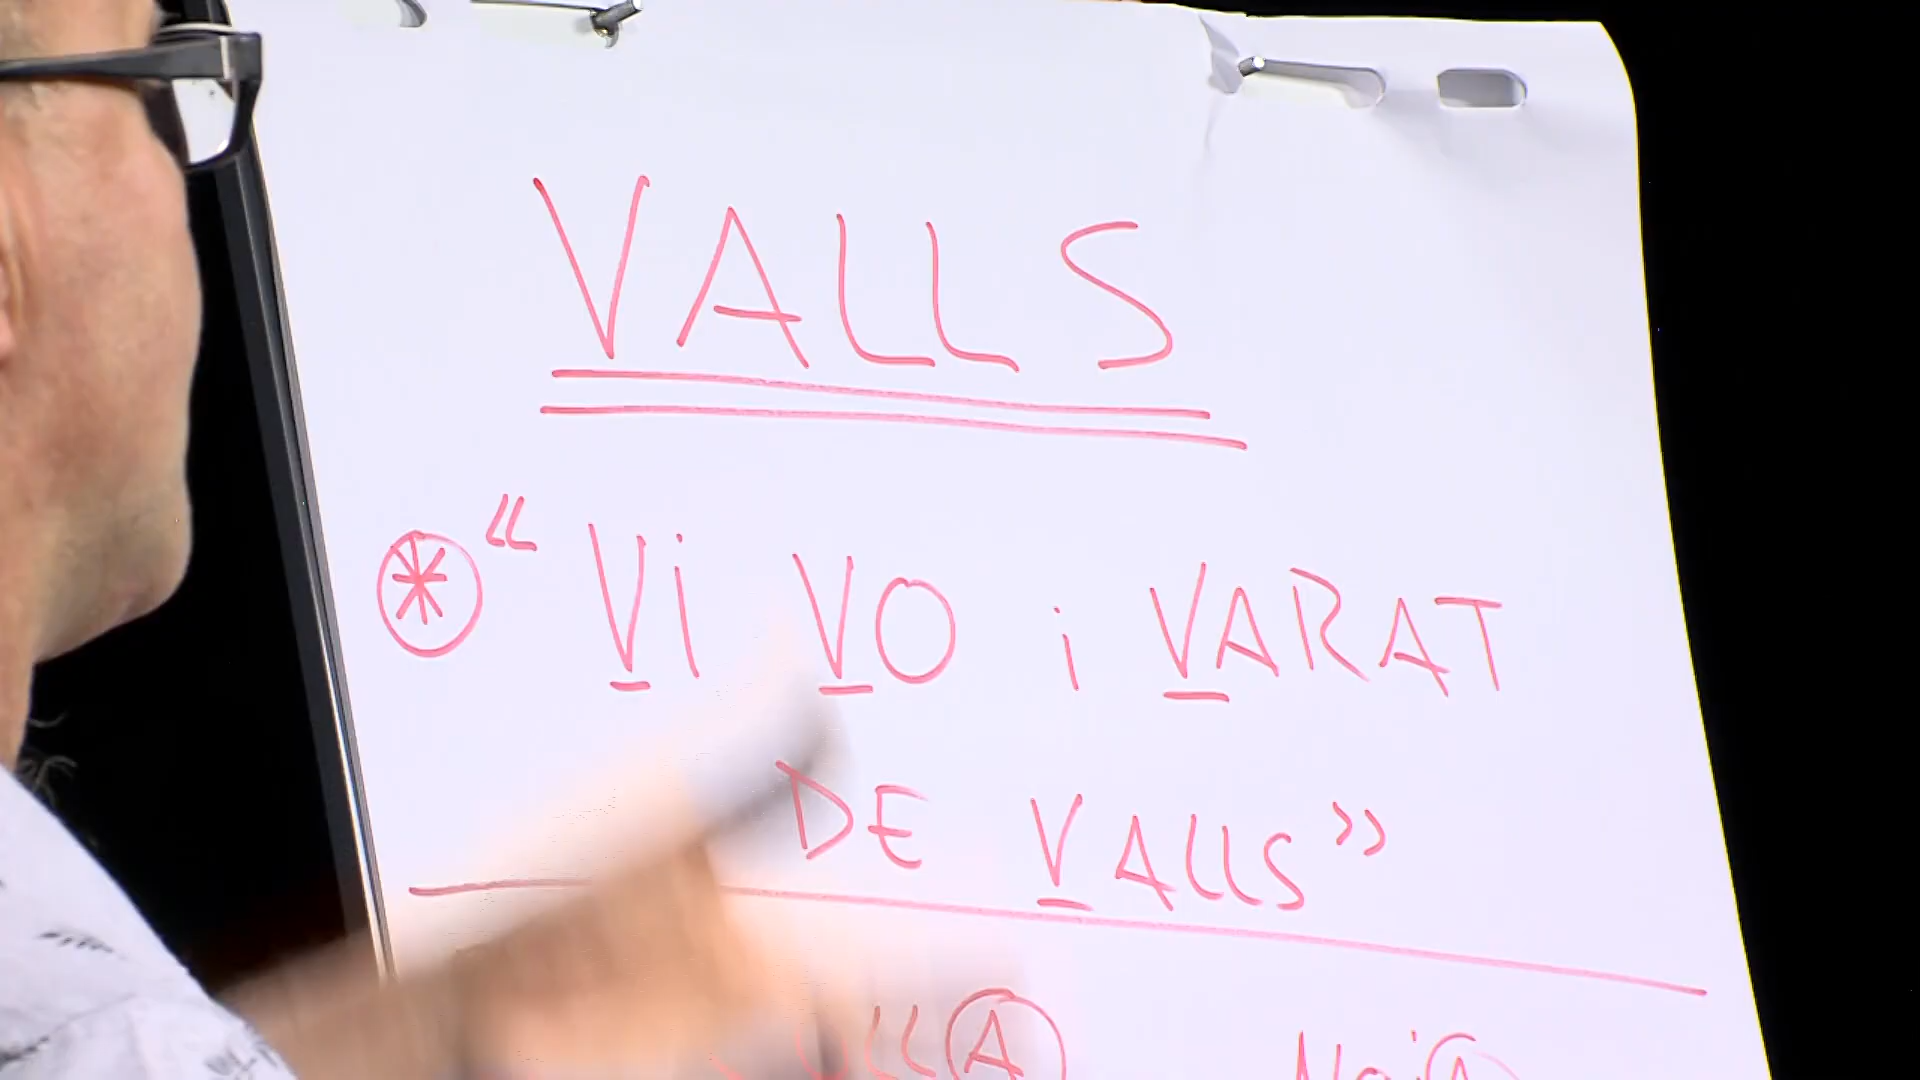 VALLS
* “Vi VO i VARAT
DE VALLS”